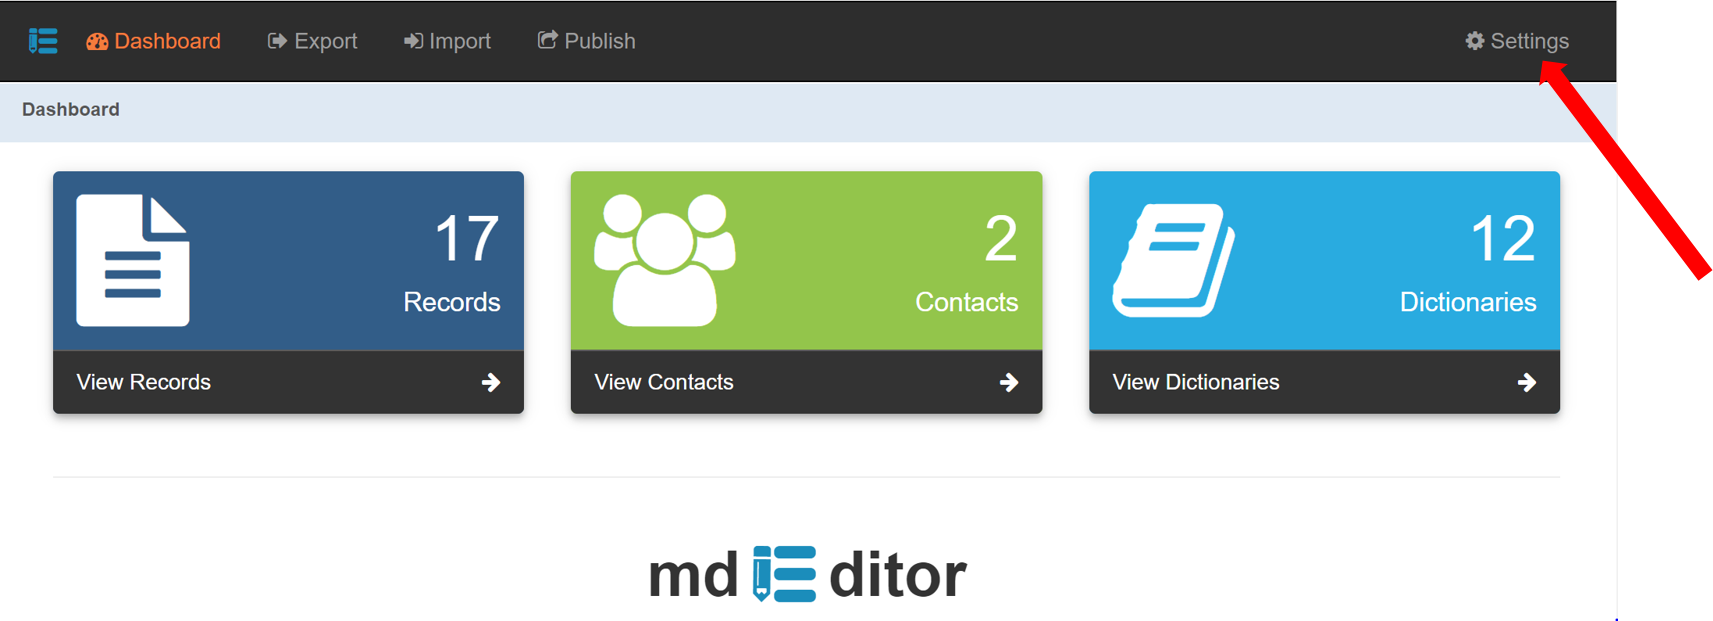 Dashboard Export Import Publish Settings
Dashboard
17 2 12
Records Contacts Dictionaries
View Records View Contacts View Dictionaries
md ditor